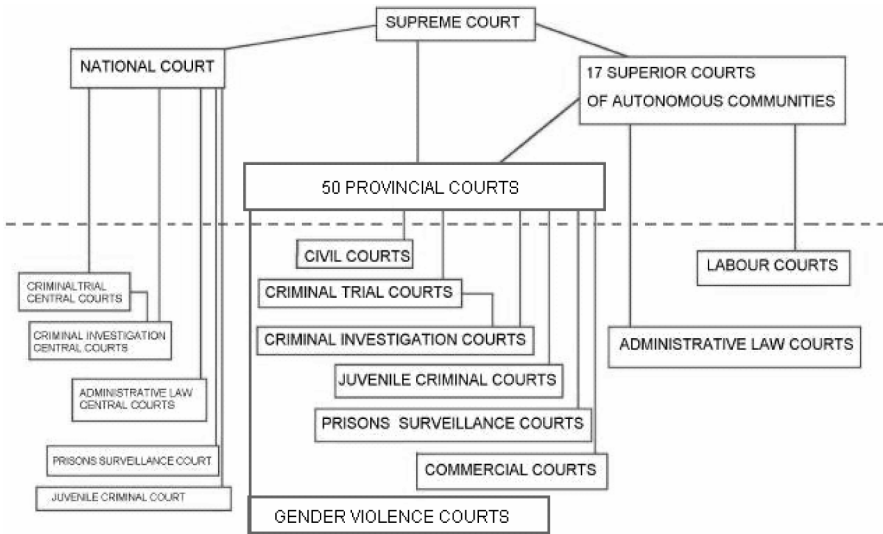 SUPREME COURT
NATIONAL COURT
17 SUPERIOR COURTS
OF AUTONOMOUS COMMUNITIES
50 PROVINCIAL COURTS
CIVIL COURTS
LABOUR COURTS
CRIMINALTRIAL
CENTRAL COURTS
CRIMINAL TRIAL COURTS
CRIMINAL INVESTIGATION
CENTRAL COURTS
CRIMINAL INVESTIGATION COURTS
ADMINISTRATIVE LAW COURTS
JUVENILE CRIMINAL COURTS
ADMINISTRATIVE LAW
CENTRAL COURTS
PRISONS SURVEILLANCE COURTS
PRISONS SURVEILLANCE COURT
COMMERCIAL COURTS
JUVENILE CRIMINAL COURT
GENDER VIOLENCE COURTS